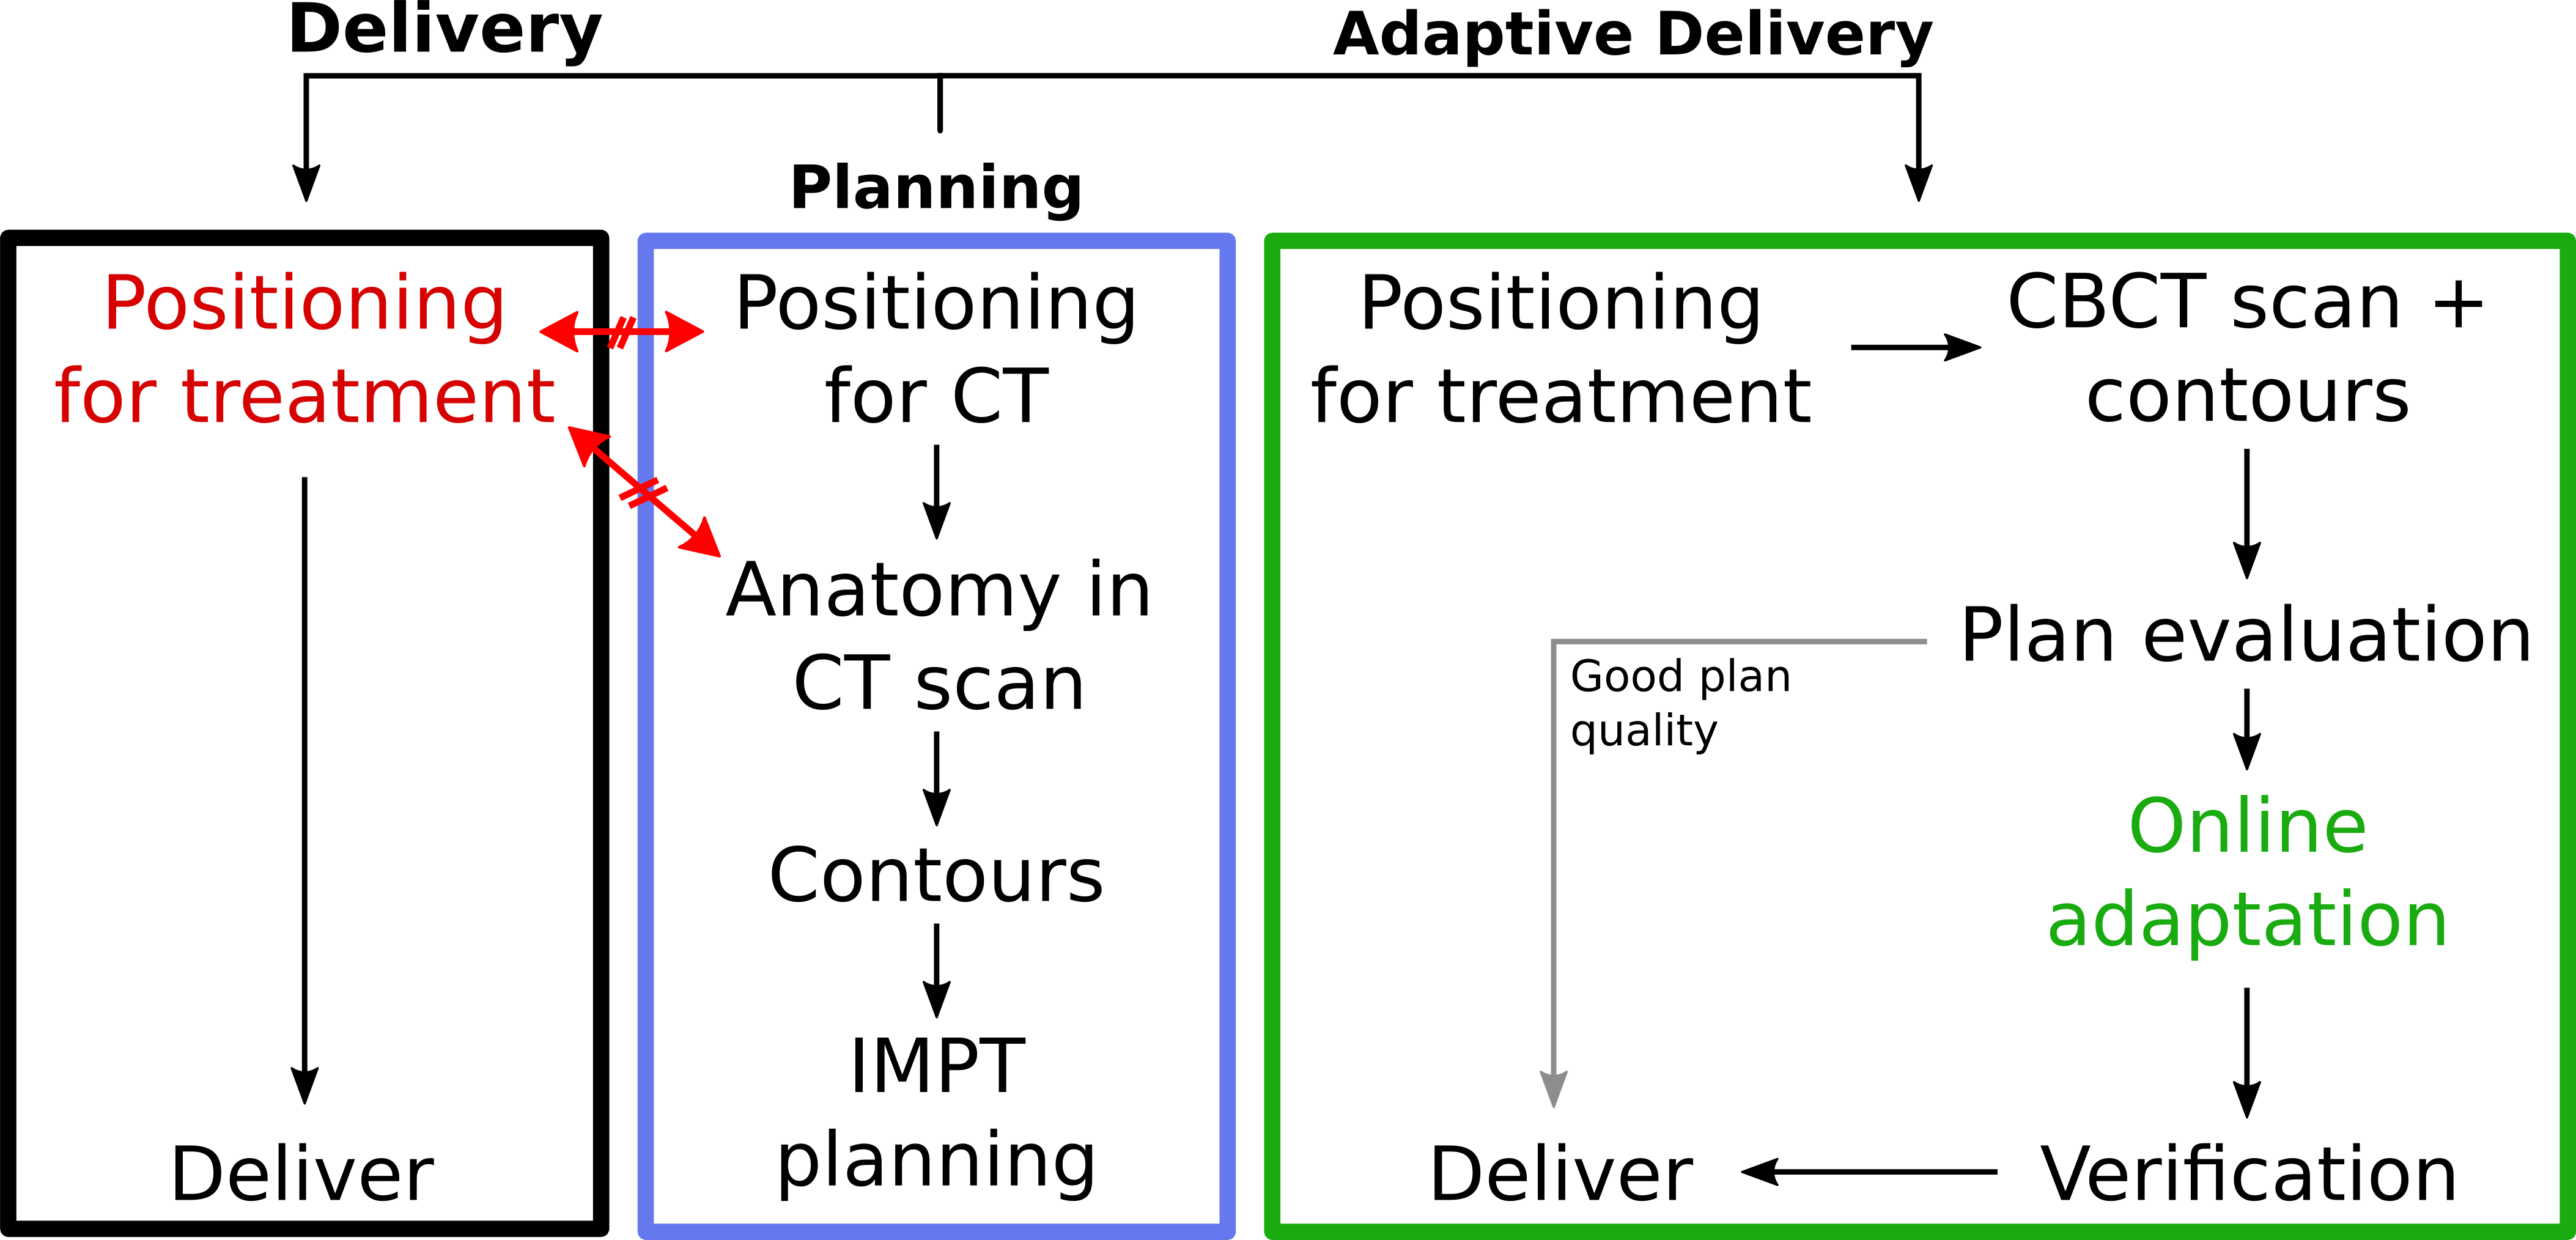 Delivery
Adaptive Delivery
Planning
Positioning
for treatment
Deliver
Positioning
for CT
Anatomy in
CT scan
Contours
IMPT
planning
Positioning
for treatment
CBCT scan +
contours
Plan evaluation
Good plan
quality
Online
adaptation
Verification
Deliver